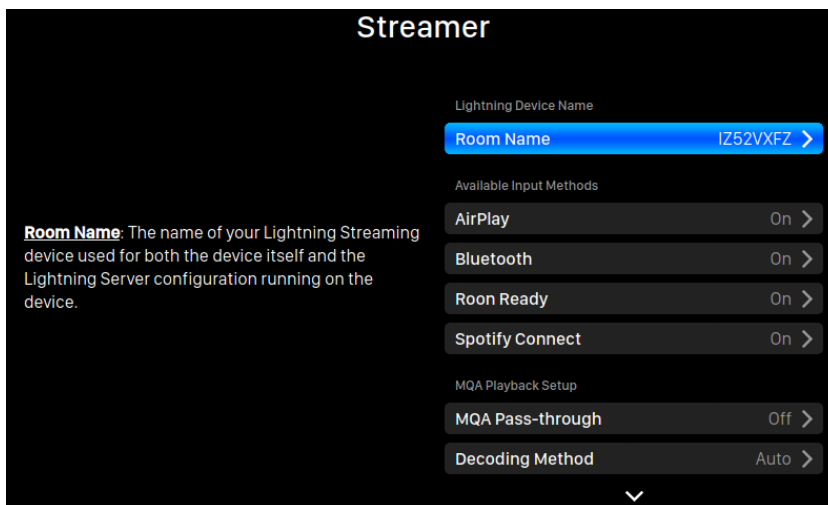 Streamer
Lightning Device Name
Room Name IZ52VXFZ
Available Input Methods
AirPlay On
Bluetooth On
Roon Ready On
Spotify Connect On
MQA Playback Setup
MQA Pass-through Off
Decoding Method Auto
Room Name: The name of your Lightning Streaming
device used for both the device itself and the
Lightning Server configuration running on the
device.